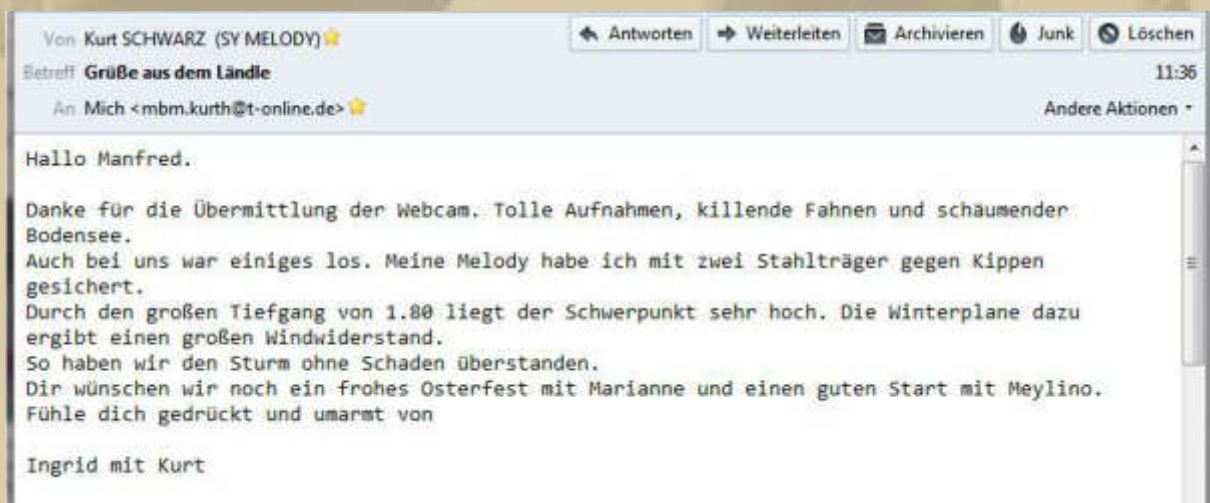 Von Kurt SCHWARZ (SY MELODY) Antworten Weiterleiten Archivieren Junk Löschen
Betreff Grüße aus dem Ländle 11:36
An Mich <mbm.kurth@t-online.de> Andere Aktionen
Hallo Manfred.
Danke für die Übermittlung der Webcam. Tolle Aufnahmen, killende Fahnen und schäumender
Bodensee.
Auch bei uns war einiges los. Meine Melody habe ich mit zwei Stahlträger gegen Kippen
gesichert.
Durch den großen Tiefgang von 1.80 liegt der Schwerpunkt sehr hoch. Die Winterplane dazu
ergibt einen großen Windwiderstand.
So haben wir den Sturm ohne Schaden überstanden.
Dir wünschen wir noch ein frohes Osterfest mit Marianne und einen guten Start mit Meylino.
Fühle dich gedrückt und umarmt von
Ingrid mit Kurt